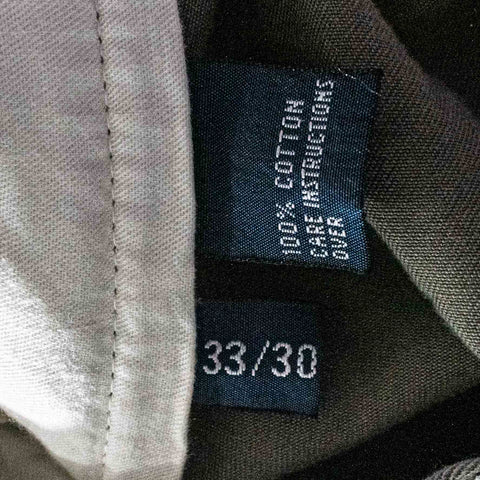 100% COTTON
CARE INSTRUCTIONS
OVER
33/30